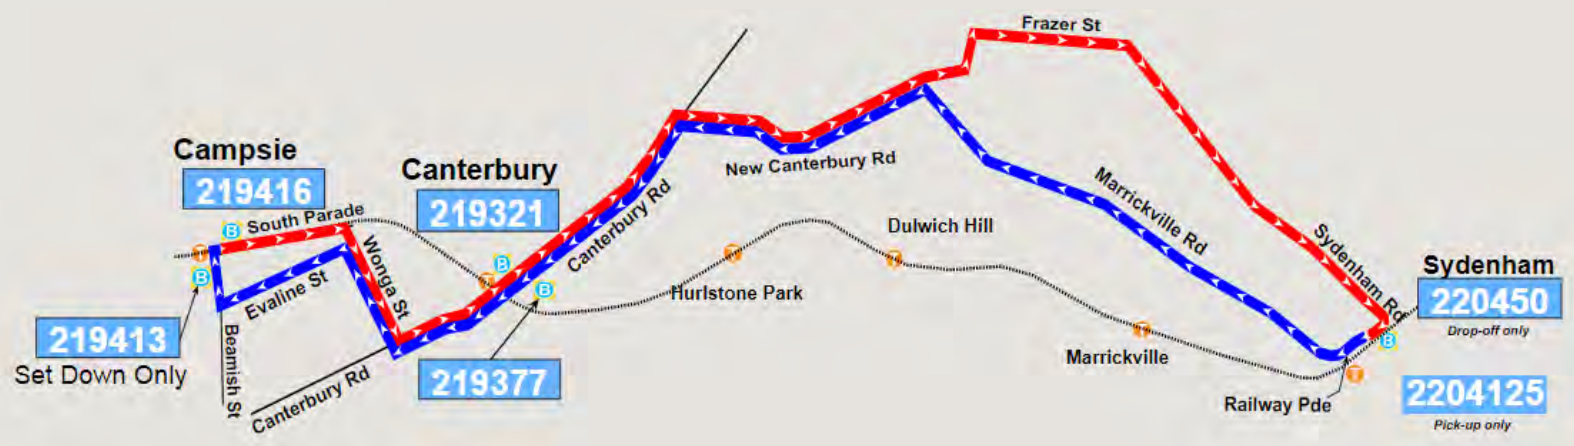 Frazer St
Campsie
219416
South Parade
Canterbury
219321
New Canterbury Rd
Canterbury Rd
Marrickville Rd
Dulwich Hill
Sydenham Rd
Sydenham
220450
Drop-off only
Wonga St
Evaline St
Hurlstone Park
219413
Set Down Only
Beamish St
Canterbury Rd
219377
Marrickville
Railway Pde
2204125
Pick-up only
B
B
B
B
B
T
T
T
T
T
T